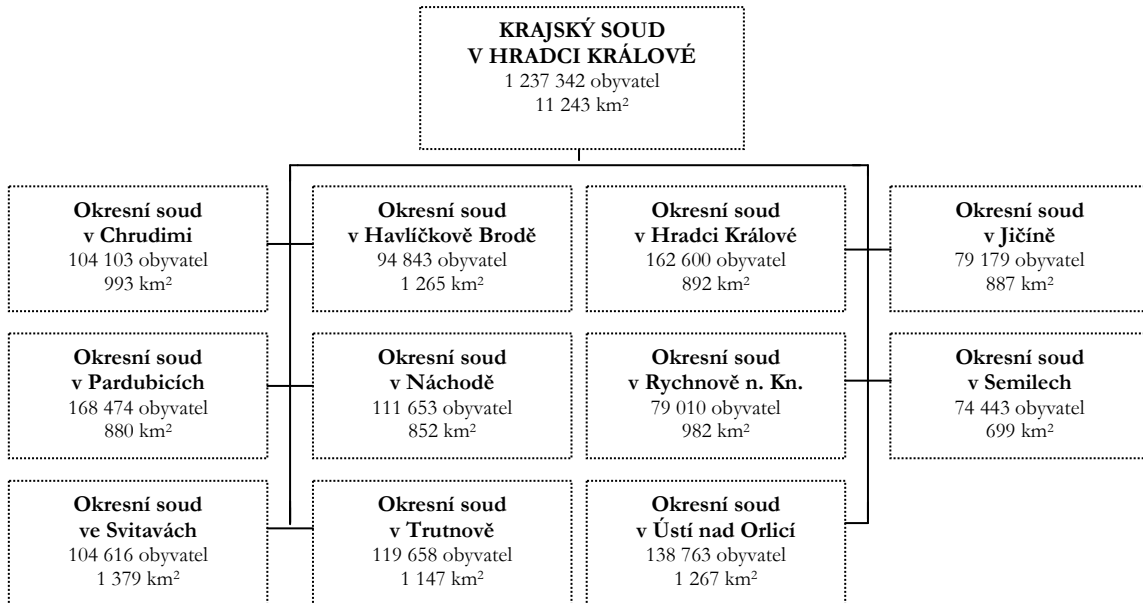 KRAJSKÝ SOUD
V HRADCI KRÁLOVÉ
1 237 342 obyvatel
11 243 km²
Okresní soud
v Chrudimi
104 103 obyvatel
993 km²
Okresní soud
v Havlíčkově Brodě
94 843 obyvatel
1 265 km²
Okresní soud
v Hradci Králové
162 600 obyvatel
892 km²
Okresní soud
v Jičíně
79 179 obyvatel
887 km²
Okresní soud
v Pardubicích
168 474 obyvatel
880 km²
Okresní soud
v Náchodě
111 653 obyvatel
852 km²
Okresní soud
v Rychnově n. Kn.
79 010 obyvatel
982 km²
Okresní soud
v Semilech
74 443 obyvatel
699 km²
Okresní soud
ve Svitavách
104 616 obyvatel
1 379 km²
Okresní soud
v Trutnově
119 658 obyvatel
1 147 km²
Okresní soud
v Ústí nad Orlicí
138 763 obyvatel
1 267 km²